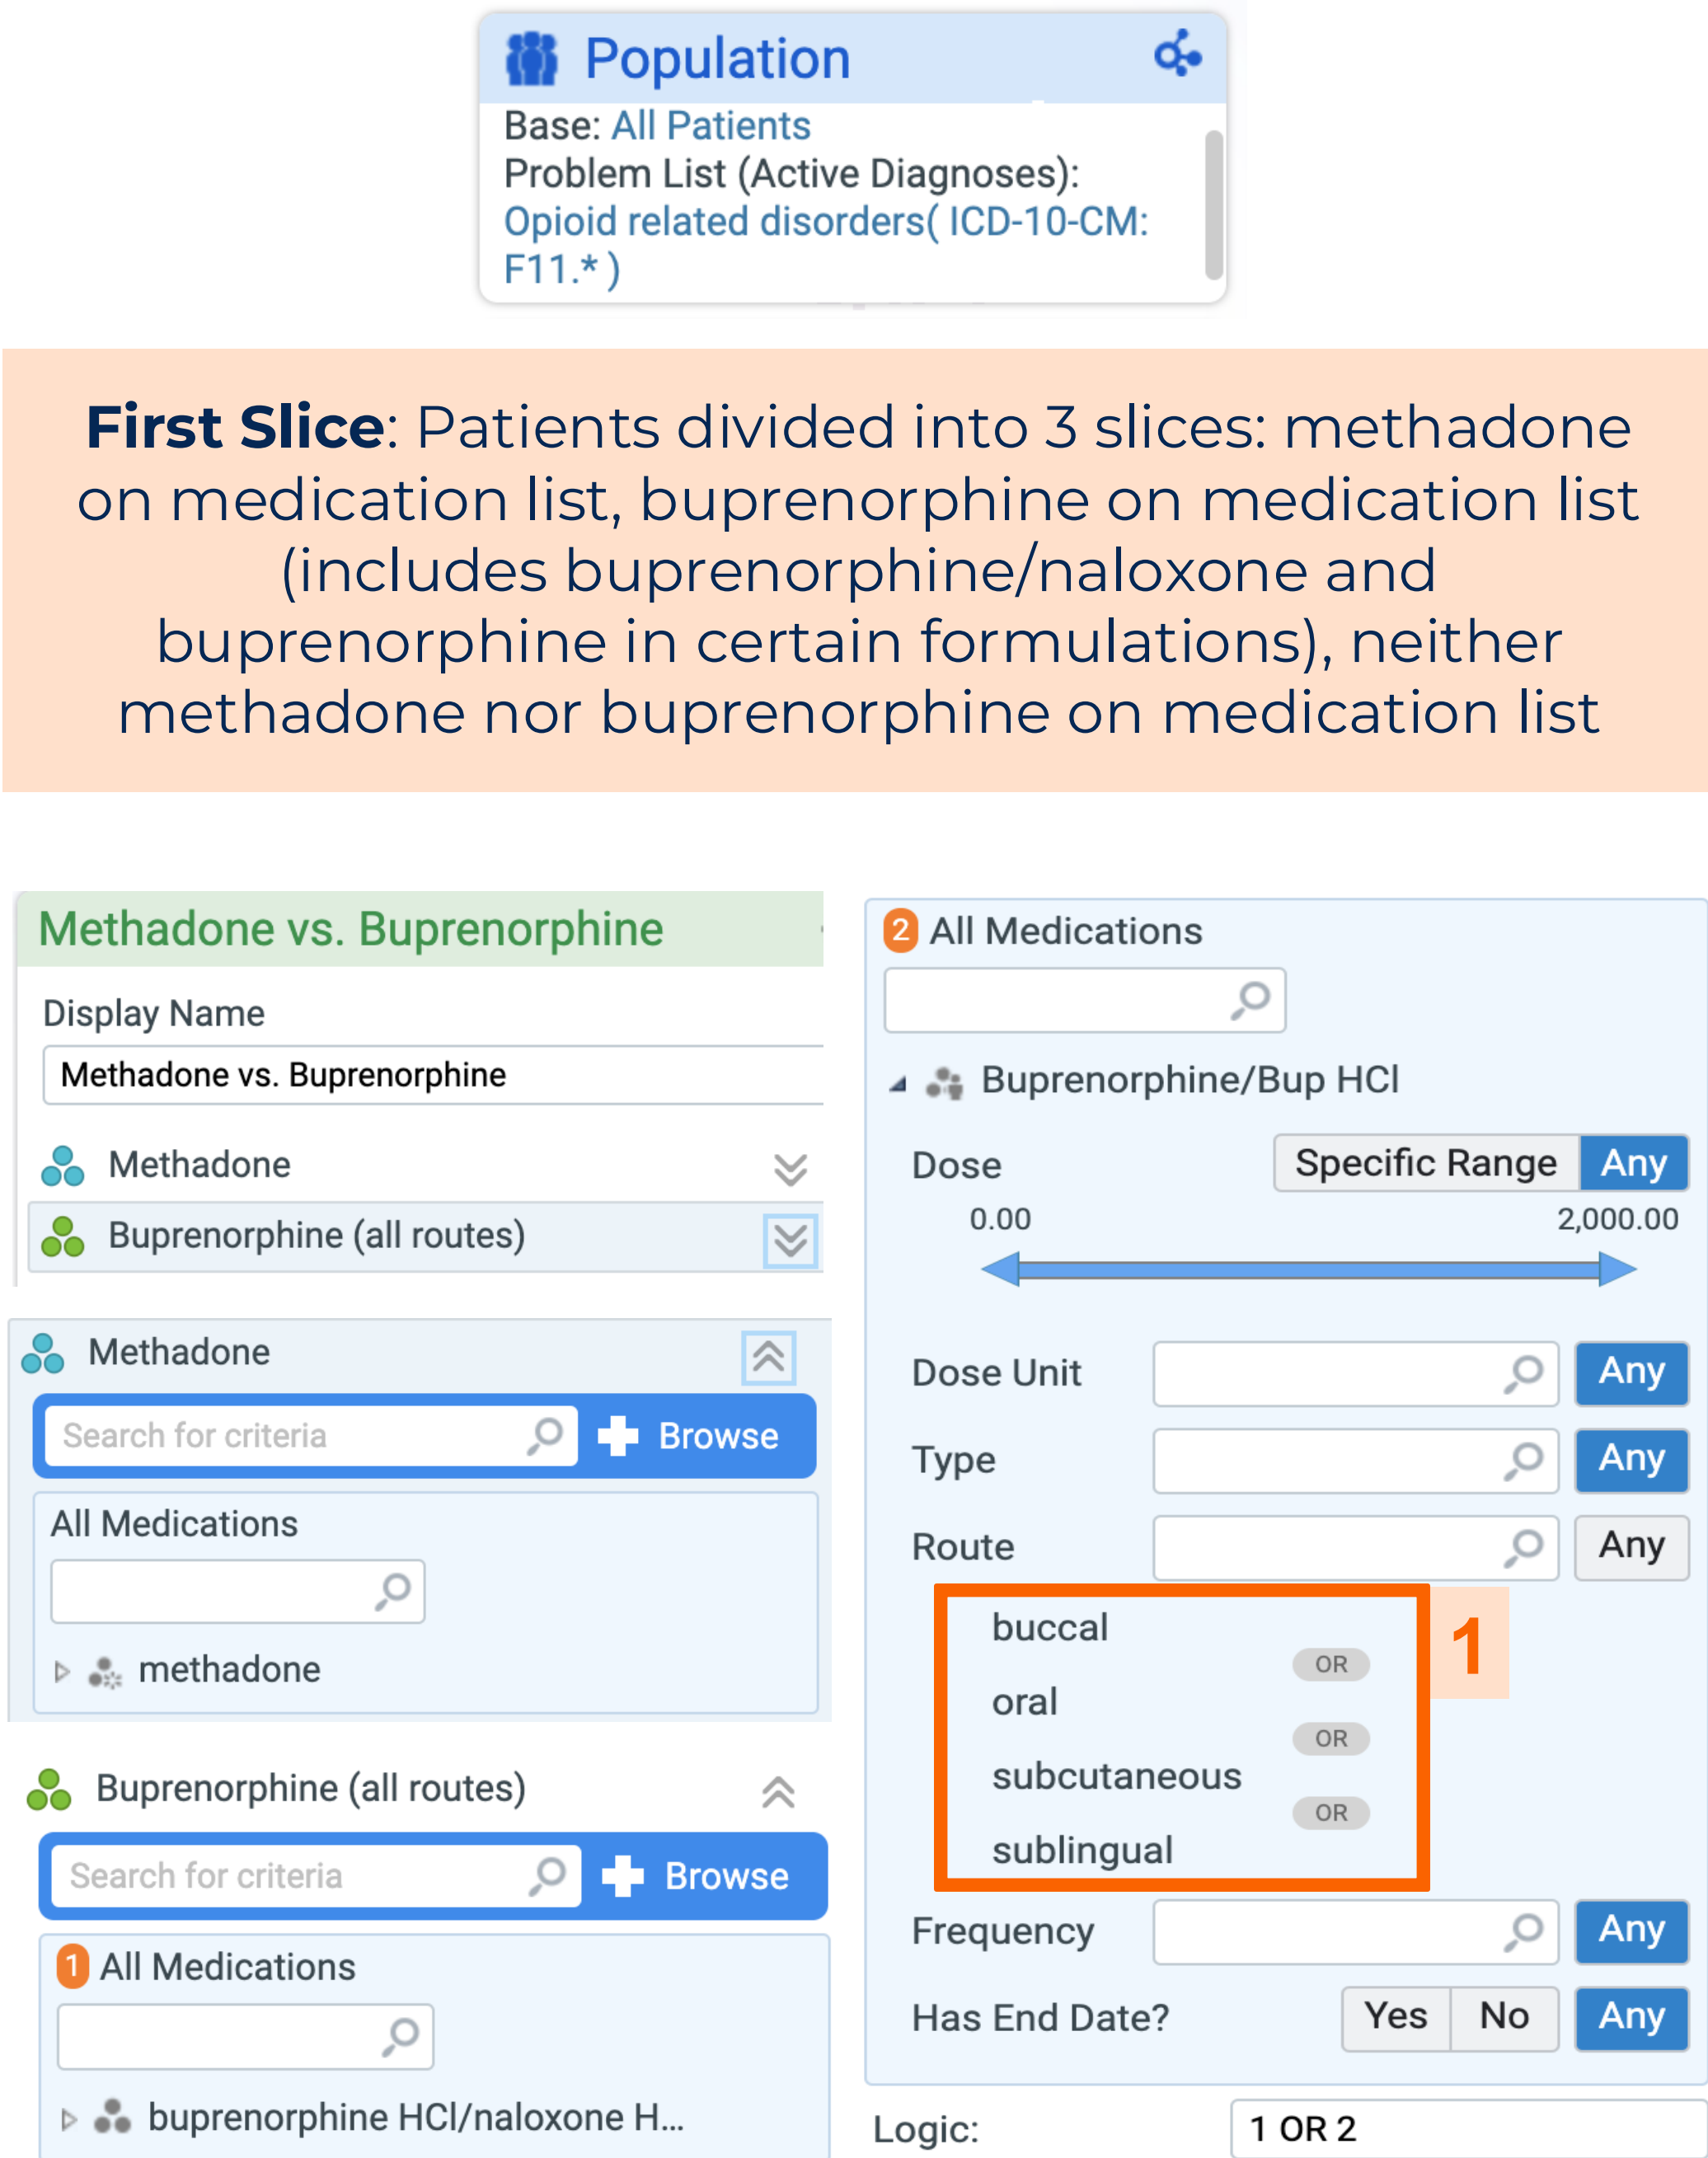 Population
Base: All Patients
Problem List (Active Diagnoses):
Opioid related disorders( ICD-10-CM:
F11.* )
First Slice: Patients divided into 3 slices: methadone
on medication list, buprenorphine on medication list
(includes buprenorphine/naloxone and
buprenorphine in certain formulations), neither
methadone nor buprenorphine on medication list
Methadone vs. Buprenorphine
Display Name
Methadone vs. Buprenorphine
Methadone
Buprenorphine (all routes)
Methadone
Search for criteria
Browse
All Medications
methadone
Buprenorphine (all routes)
Search for criteria
Browse
1 All Medications
buprenorphine HCl/naloxone H...
2 All Medications
Buprenorphine/Bup HCl
Dose Specific Range Any
0.00 2,000.00
Dose Unit Any
Type Any
Route Any
buccal
OR
oral
OR
subcutaneous
OR
sublingual
1
Frequency Any
Has End Date? Yes No Any
Logic: 1 OR 2